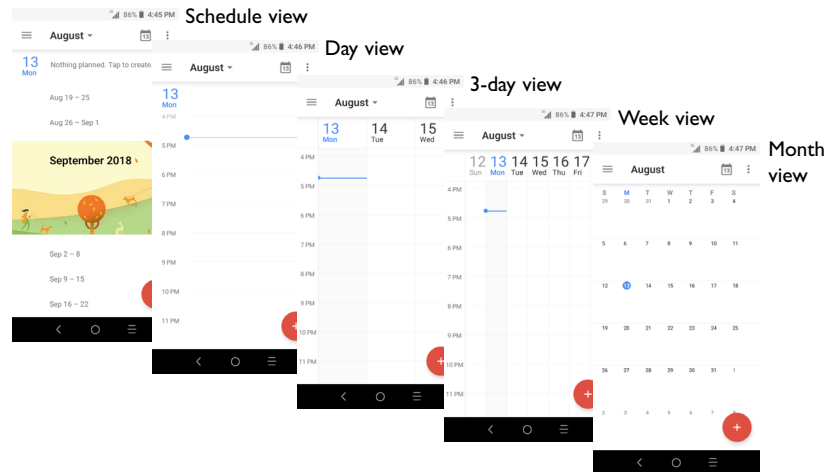 Schedule view
86% 4:45 PM
August
13
13
Mon
Nothing planned. Tap to create.
Aug 19 – 25
Aug 26 – Sep 1
September 2018
Sep 2 – 8
Sep 9 – 15
Sep 16 – 22
Day view
86% 4:46 PM
August
13
13
Mon
4 PM
5 PM
6 PM
7 PM
8 PM
9 PM
10 PM
11 PM
+
3-day view
86% 4:46 PM
August
13
13 14 15
Mon Tue Wed
4 PM
5 PM
6 PM
7 PM
8 PM
9 PM
10 PM
11 PM
+
Week view
86% 4:47 PM
August
13
12 13 14 15 16 17
Sun Mon Tue Wed Thu Fri
4 PM
5 PM
6 PM
7 PM
8 PM
9 PM
10 PM
11 PM
+
Month
view
86% 4:47 PM
August
13
S M T W T F S
29 30 31 1 2 3 4
5 6 7 8 9 10 11
12 13 14 15 16 17 18
19 20 21 22 23 24 25
26 27 28 29 30 31 1
2 3 4 5 6 7 8
+